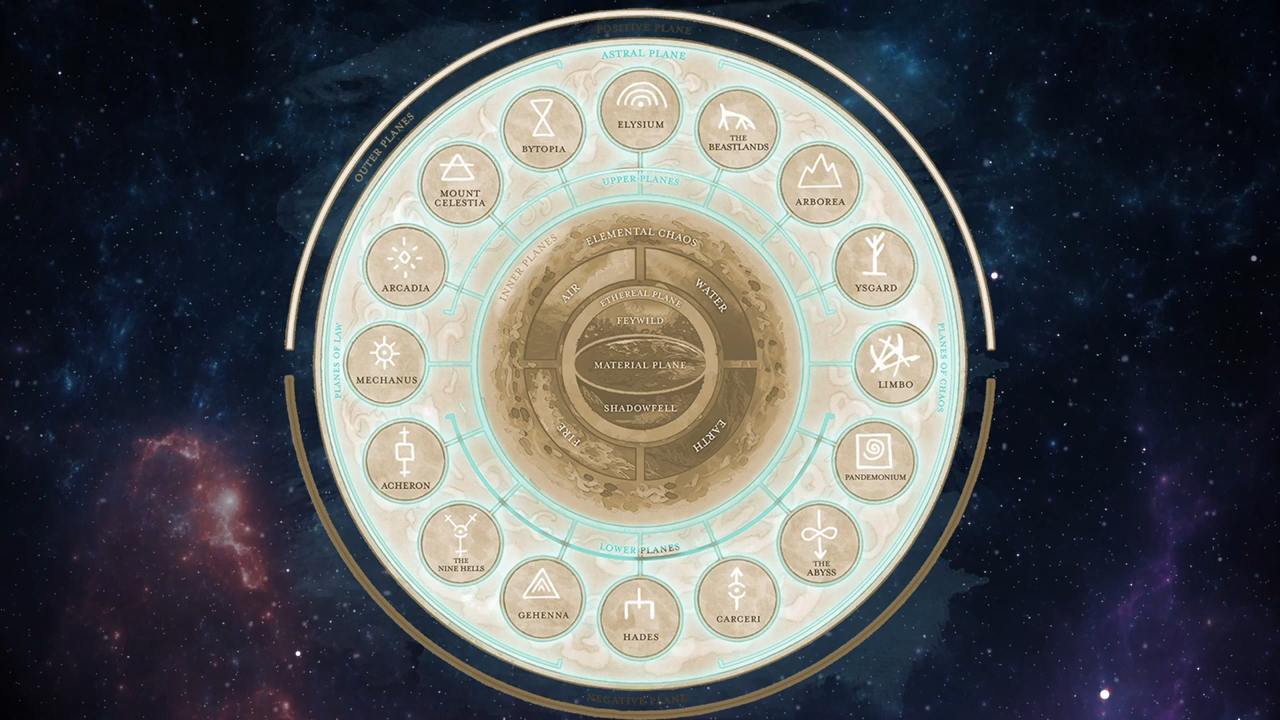 POSITIVE PLANE
ASTRAL PLANE
OUTER PLANES
ELYSIUM
BYTOPIA
THE
BEASTLANDS
MOUNT
CELESTIA
UPPER PLANES
ARBOREA
ELEMENTAL CHAOS
INNER PLANES
ARCADIA
YSGARD
AIR
WATER
ETHEREAL PLANE
FEYWILD
PLANES OF LAW
MECHANUS
MATERIAL PLANE
LIMBO
PLANES OF CHAOS
SHADOWFELL
FIRE
EARTH
ACHERON
PANDEMONIUM
LOWER PLANES
THE
NINE HELLS
THE
ABYSS
GEHENNA
HADES
CARCERI
NEGATIVE PLANE